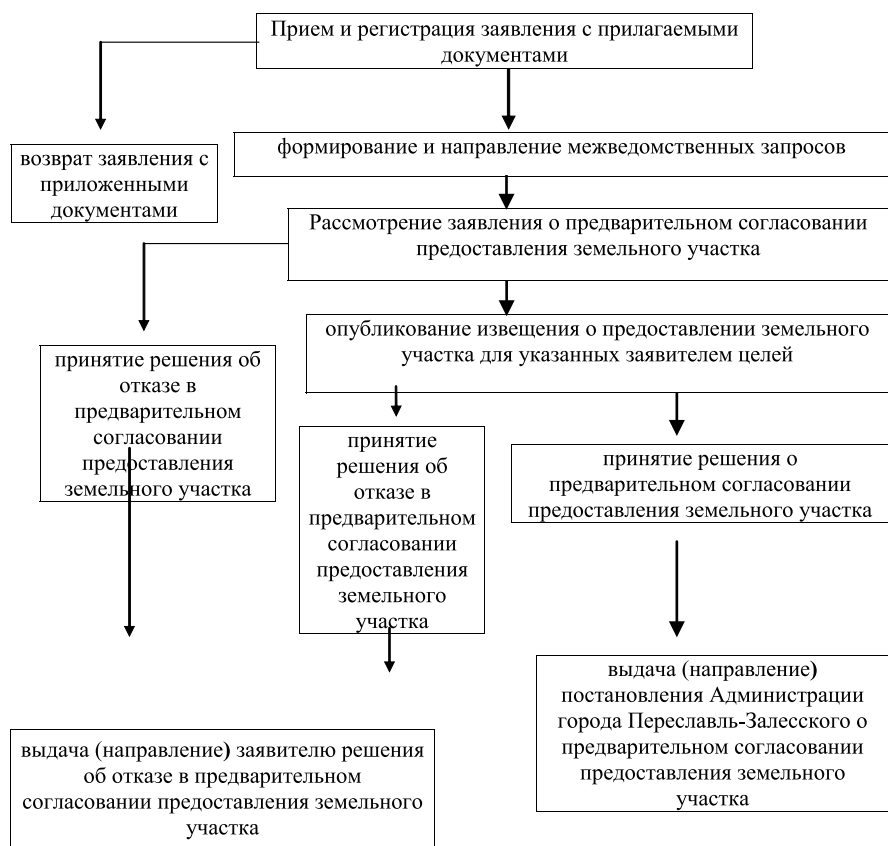 Прием и регистрация заявления с прилагаемыми
документами
возврат заявления с
приложенными
документами
формирование и направление межведомственных запросов
Рассмотрение заявления о предварительном согласовании
предоставления земельного участка
опубликование извещения о предоставлении земельного
участка для указанных заявителем целей
принятие решения об
отказе в
предварительном
согласовании
предоставления
земельного участка
принятие
решения об
отказе в
предварительном
согласовании
предоставления
земельного
участка
принятие решения о
предварительном согласовании
предоставления земельного участка
выдача (направление) заявителю решения
об отказе в предварительном
согласовании предоставления земельного
участка
выдача (направление)
постановления Администрации
города Переславль-Залесского о
предварительном согласовании
предоставления земельного
участка